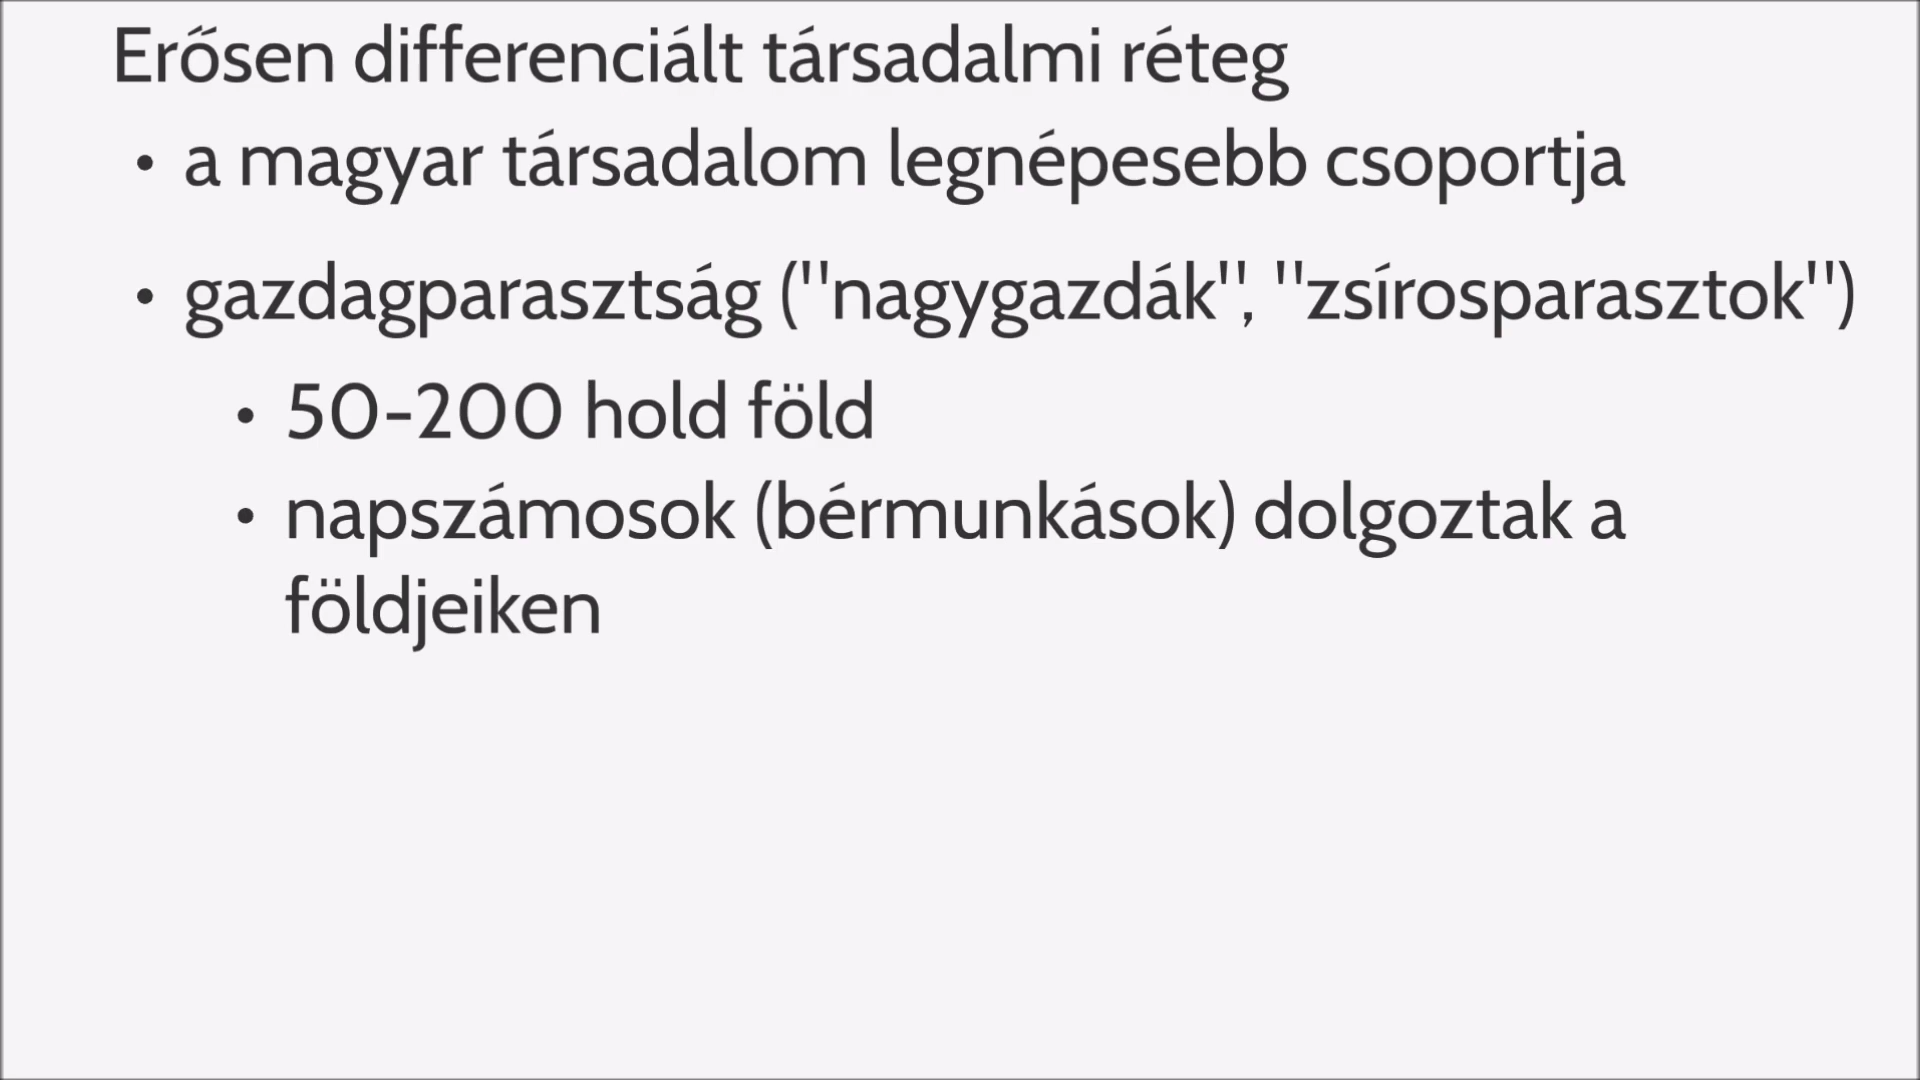 Erősen differenciált társadalmi réteg
• a magyar társadalom legnépesebb csoportja
• gazdagparasztság ("nagygazdák", "zsírosparasztok")
• 50-200 hold föld
• napszámosok (bérmunkások) dolgoztak a
földjeiken